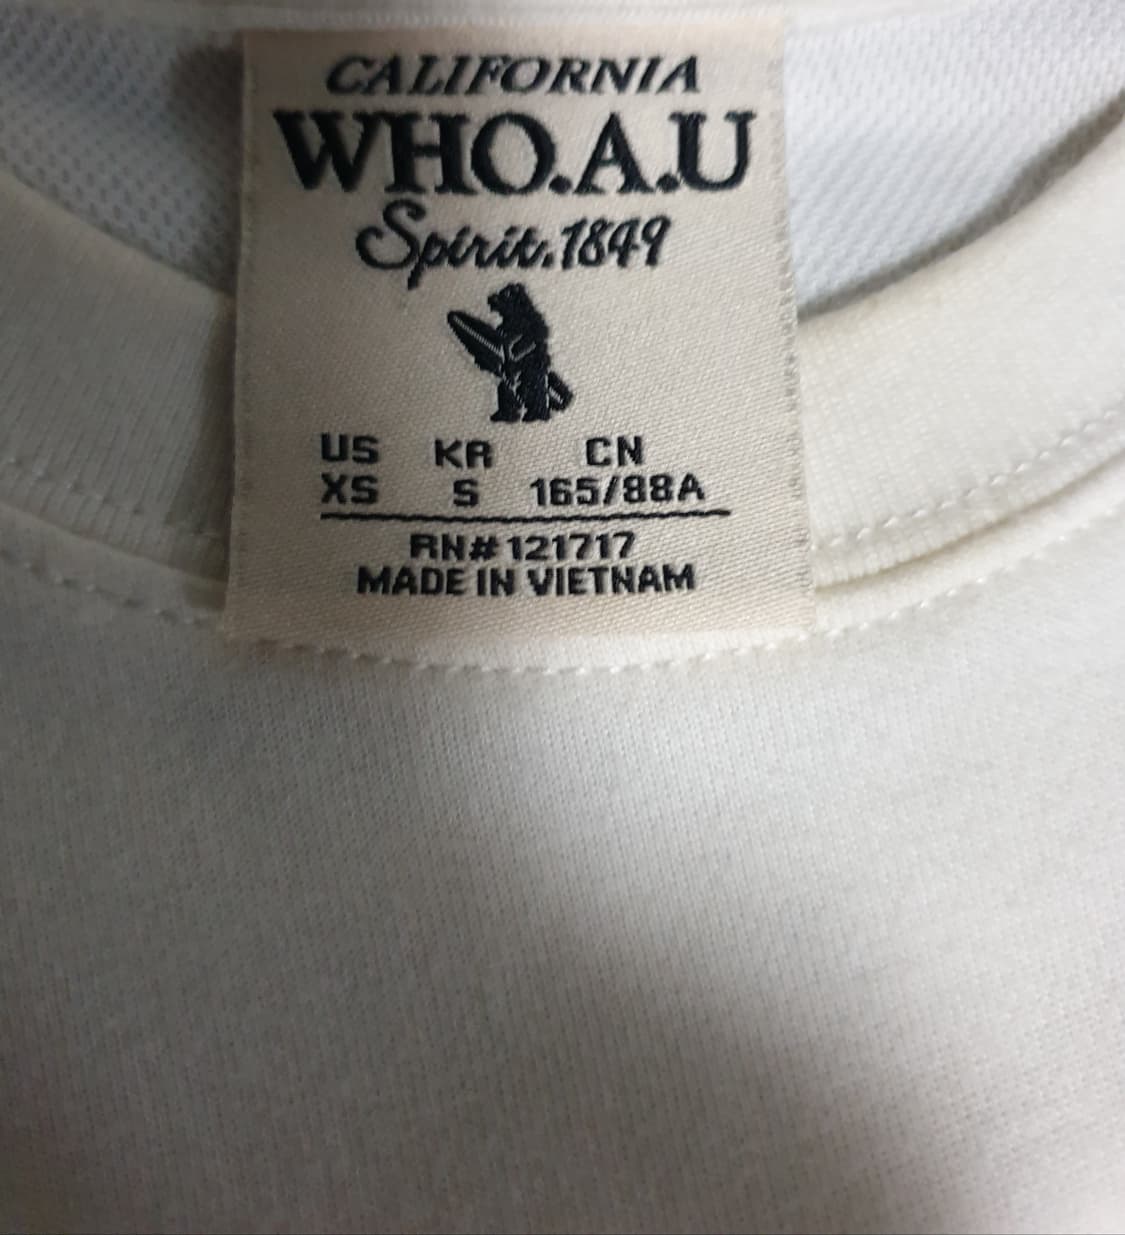 CALIFORNIA
WHO.A.U
Spirit.1849
US KR CN
XS S 165/88A
RN#121717
MADE IN VIETNAM